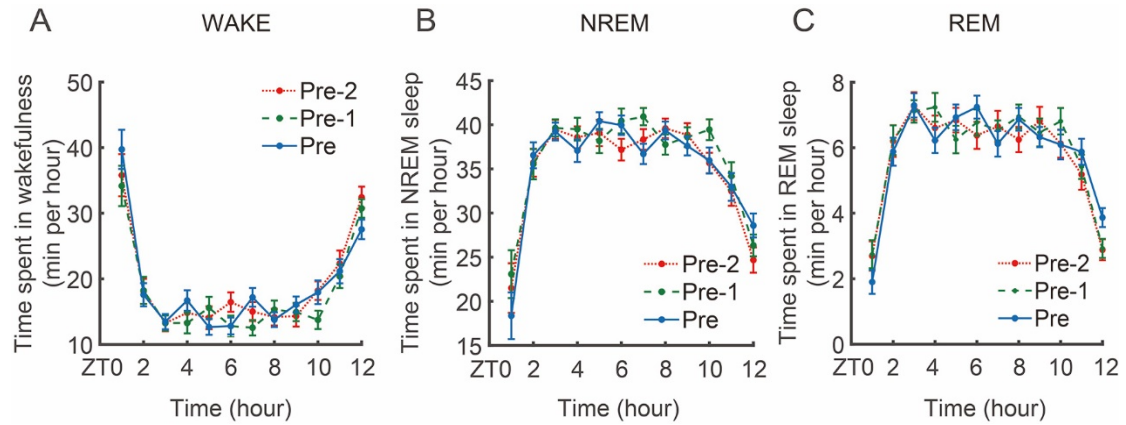 A
WAKE
Time spent in wakefulness
(min per hour)
50
40
30
20
10
Pre-2
Pre-1
Pre
ZT0 2 4 6 8 10 12
Time (hour)
B
NREM
Time spent in NREM sleep
(min per hour)
45
40
35
30
25
20
15
Pre-2
Pre-1
Pre
ZT0 2 4 6 8 10 12
Time (hour)
C
REM
Time spent in REM sleep
(min per hour)
8
6
4
2
0
Pre-2
Pre-1
Pre
ZT0 2 4 6 8 10 12
Time (hour)